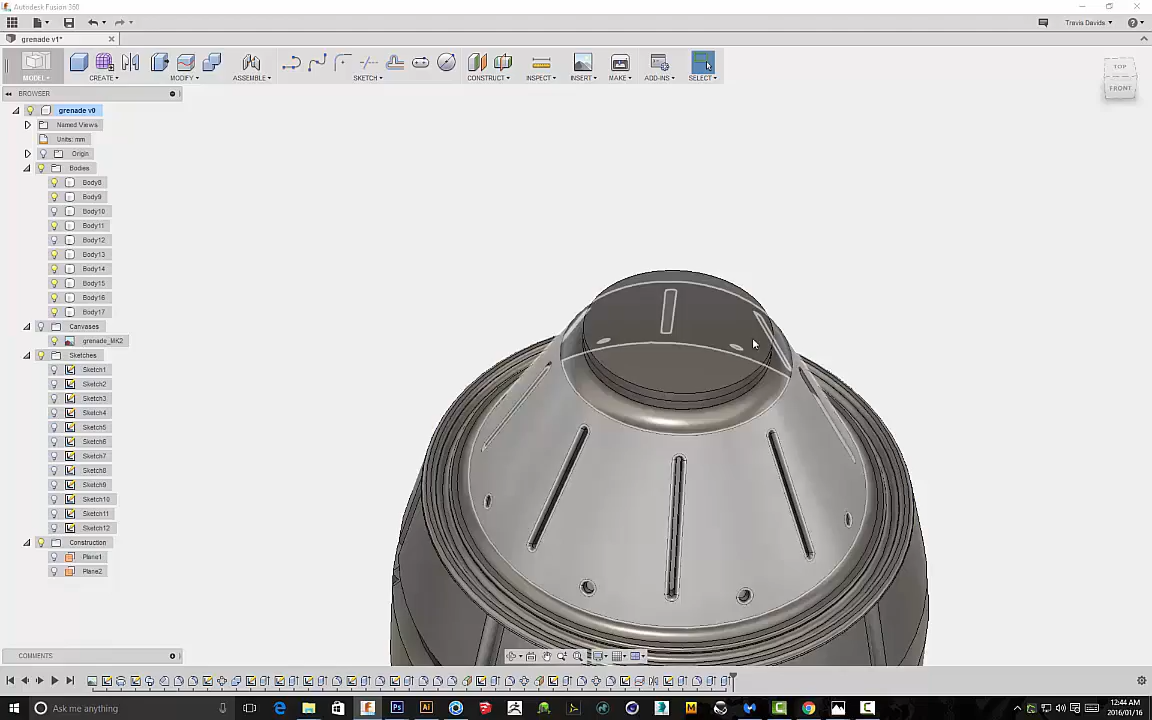 Autodesk Fusion 360
Travis Davids
grenade v1*
MODEL
CREATE
MODIFY
ASSEMBLE
SKETCH
CONSTRUCT
INSPECT
INSERT
MAKE
ADD-INS
SELECT
TOP
FRONT
BROWSER
grenade v0
Named Views
Units: mm
Origin
Bodies
Body8
Body9
Body10
Body11
Body12
Body13
Body14
Body15
Body16
Body17
Canvases
grenade_MK2
Sketches
Sketch1
Sketch2
Sketch3
Sketch4
Sketch5
Sketch6
Sketch7
Sketch8
Sketch9
Sketch10
Sketch11
Sketch12
Construction
Plane1
Plane2
COMMENTS
Ask me anything
12:44 AM
2016/01/16